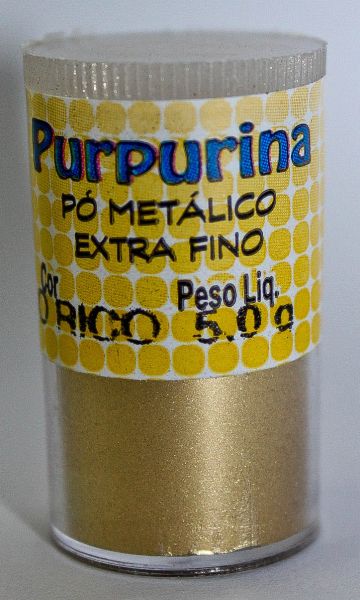 Purpurina
PÓ METÁLICO
EXTRA FINO
Cor Peso Liq.
O RICO 5,0 g